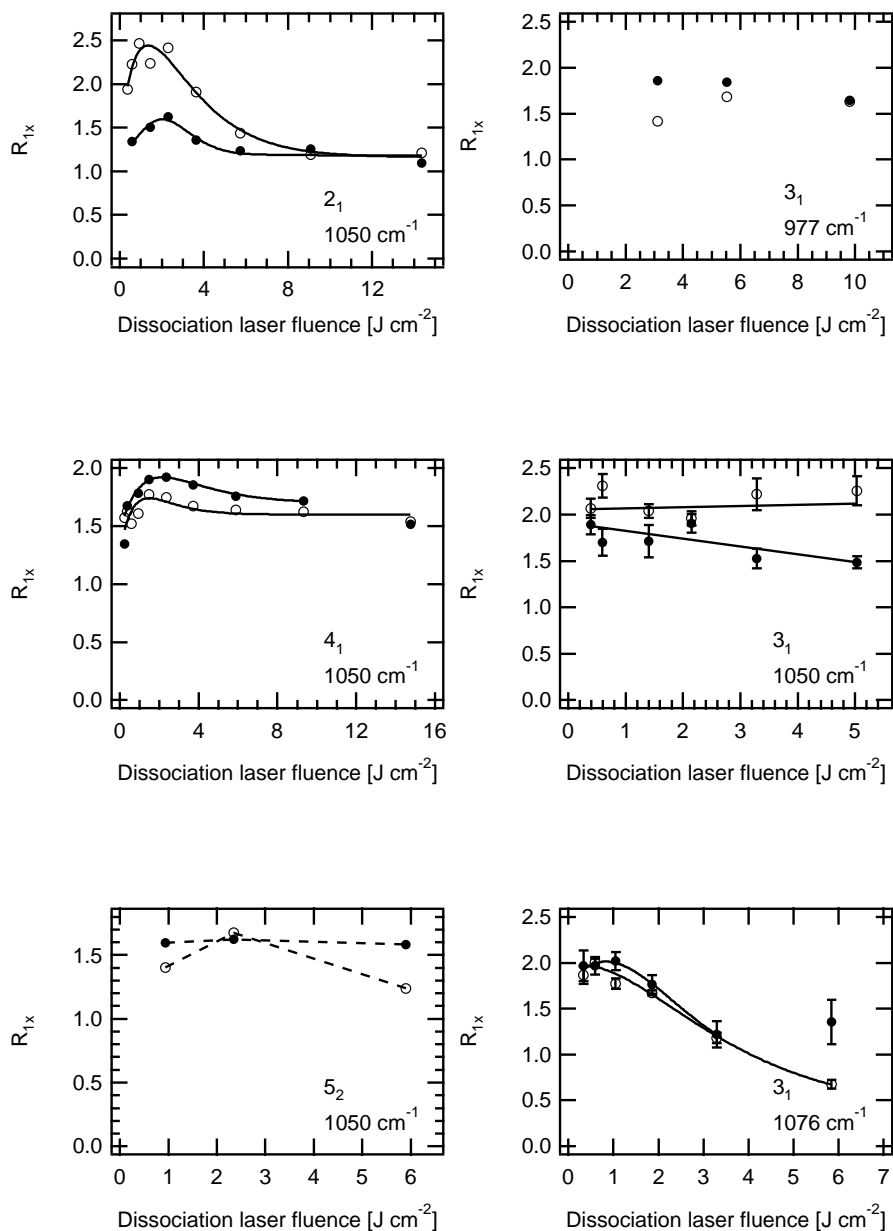 2.5
2.0
1.5
1.0
0.5
0.0
R1x
0 4 8 12
Dissociation laser fluence [J cm-2]
21
1050 cm-1
2.5
2.0
1.5
1.0
0.5
0.0
R1x
0 2 4 6 8 10
Dissociation laser fluence [J cm-2]
31
977 cm-1
2.0
1.5
1.0
0.5
0.0
R1x
0 4 8 12 16
Dissociation laser fluence [J cm-2]
41
1050 cm-1
2.5
2.0
1.5
1.0
0.5
0.0
R1x
0 1 2 3 4 5
Dissociation laser fluence [J cm-2]
31
1050 cm-1
1.5
1.0
0.5
0.0
R1x
0 1 2 3 4 5 6
Dissociation laser fluence [J cm-2]
52
1050 cm-1
2.5
2.0
1.5
1.0
0.5
0.0
R1x
0 1 2 3 4 5 6 7
Dissociation laser fluence [J cm-2]
31
1076 cm-1